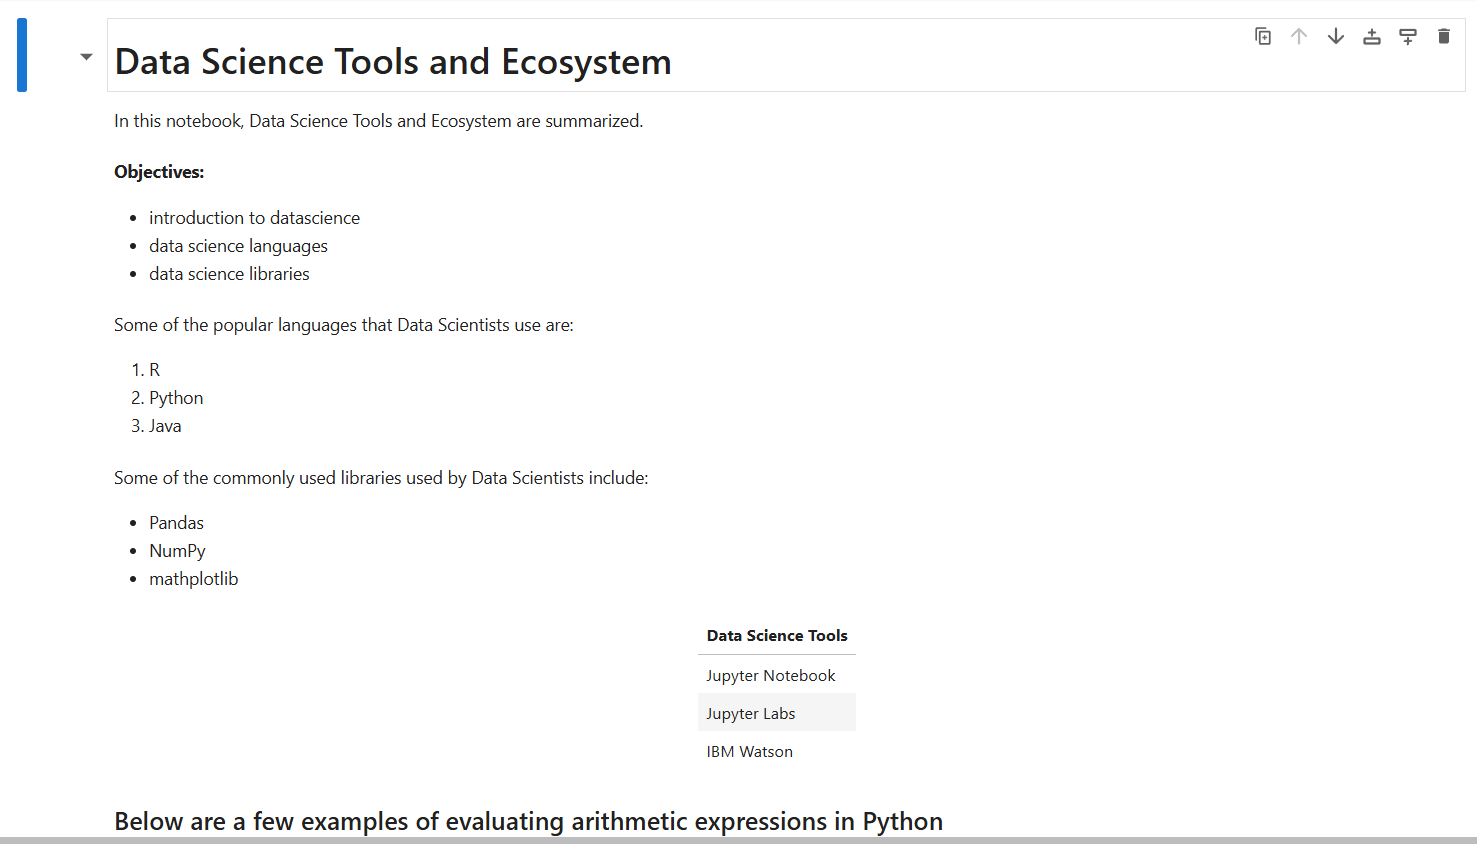 Data Science Tools and Ecosystem
In this notebook, Data Science Tools and Ecosystem are summarized.
Objectives:
• introduction to datascience
• data science languages
• data science libraries
Some of the popular languages that Data Scientists use are:
1. R
2. Python
3. Java
Some of the commonly used libraries used by Data Scientists include:
• Pandas
• NumPy
• mathplotlib
Data Science Tools
Jupyter Notebook
Jupyter Labs
IBM Watson
Below are a few examples of evaluating arithmetic expressions in Python